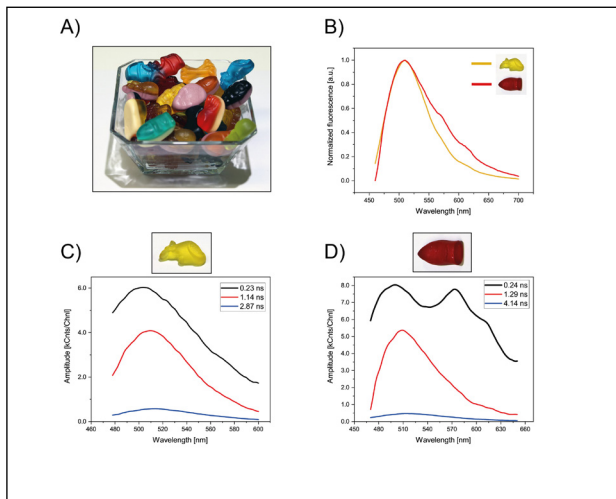 A)
B)
Normalized fluorescence [a.u.]
1.0
0.8
0.6
0.4
0.2
0.0
450
500
550
600
650
700
Wavelength [nm]
C)
0.23 ns
1.14 ns
2.87 ns
Amplitude [kCnts/Chnl]
6.0
4.0
2.0
0.0
460
480
500
520
540
560
580
600
Wavelength [nm]
D)
0.24 ns
1.29 ns
4.14 ns
Amplitude [kCnts/Chnl]
8.0
7.0
6.0
5.0
4.0
3.0
2.0
1.0
0.0
460
480
510
540
570
600
630
660
Wavelength [nm]